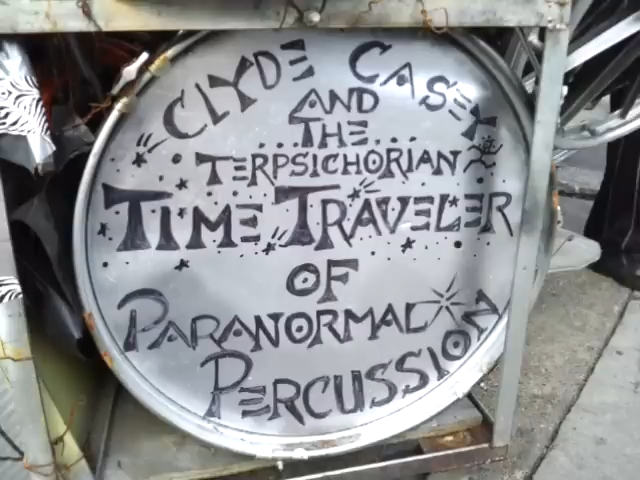 CLYDE CASEY
AND
THE
TERPSICHORIAN
TIME TRAVELER
OF
PARANORMAL
PERCUSSION